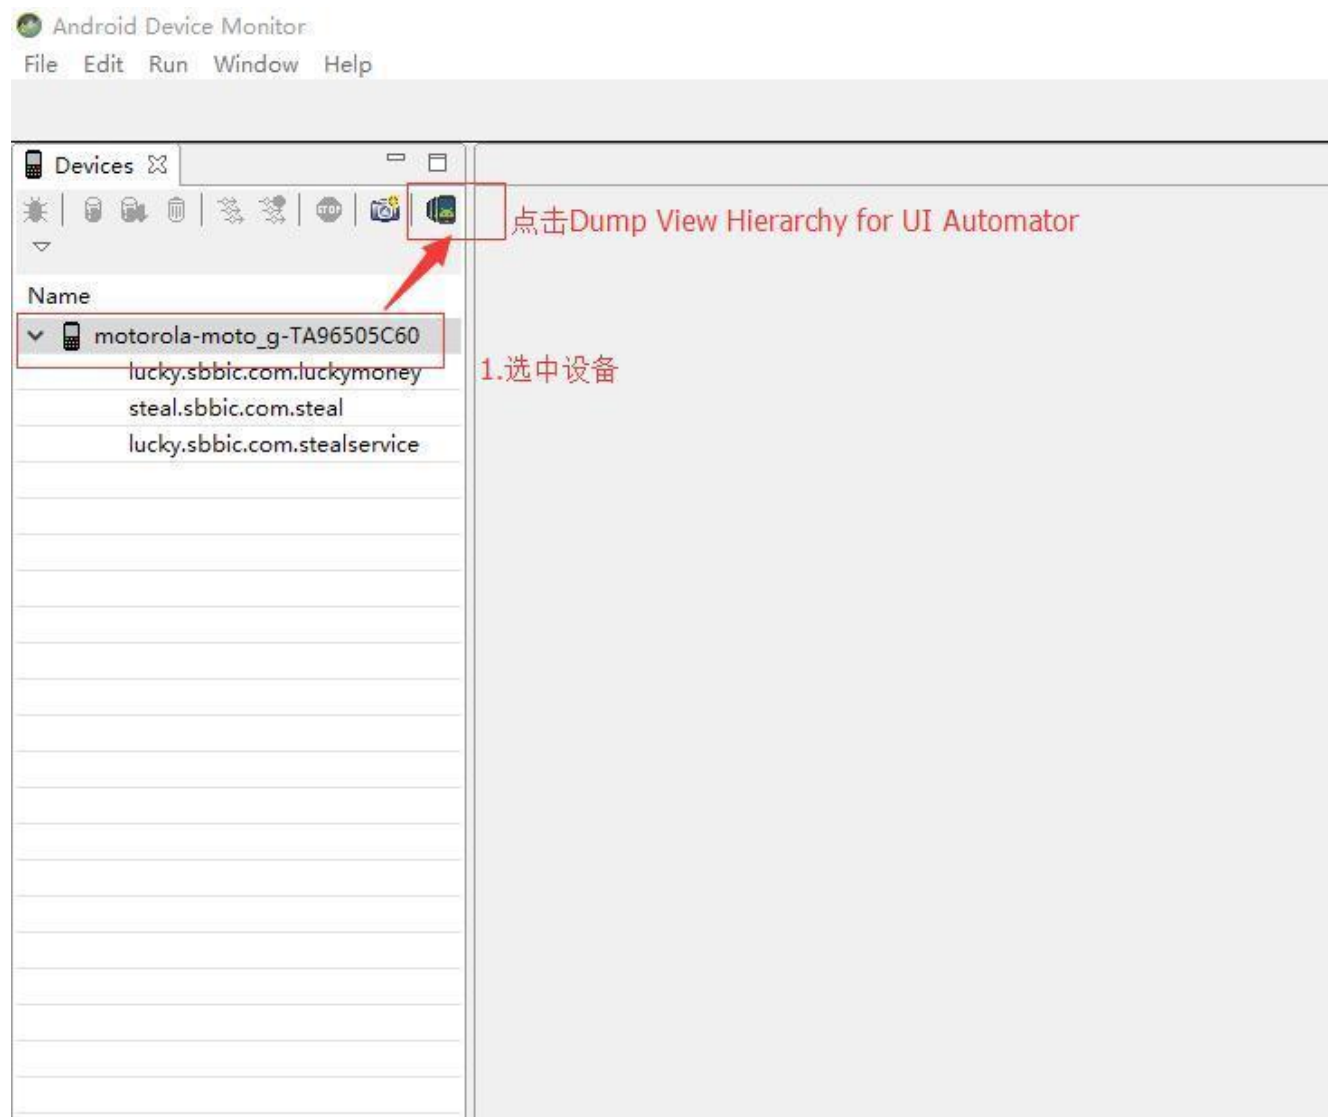 Android Device Monitor
File Edit Run Window Help
Devices
点击Dump View Hierarchy for UI Automator
STOP
Name
motorola-moto_g-TA96505C60
1.选中设备
lucky.sbbic.com.luckymoney
steal.sbbic.com.steal
lucky.sbbic.com.stealservice